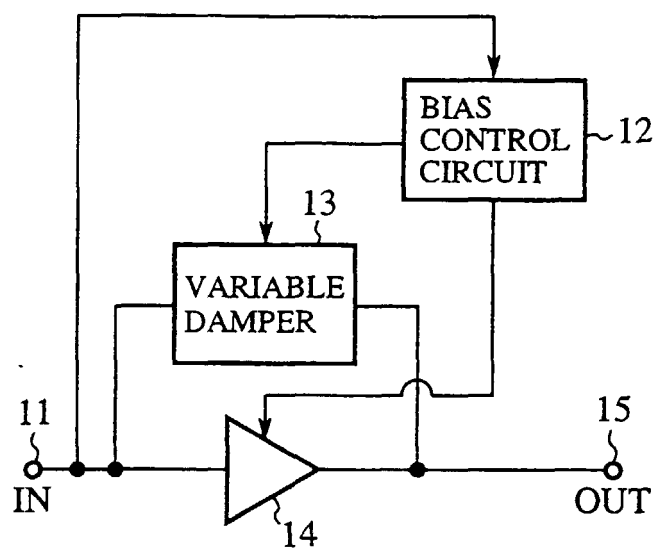 BIAS
CONTROL
CIRCUIT
12
13
VARIABLE
DAMPER
11
15
IN
14
OUT